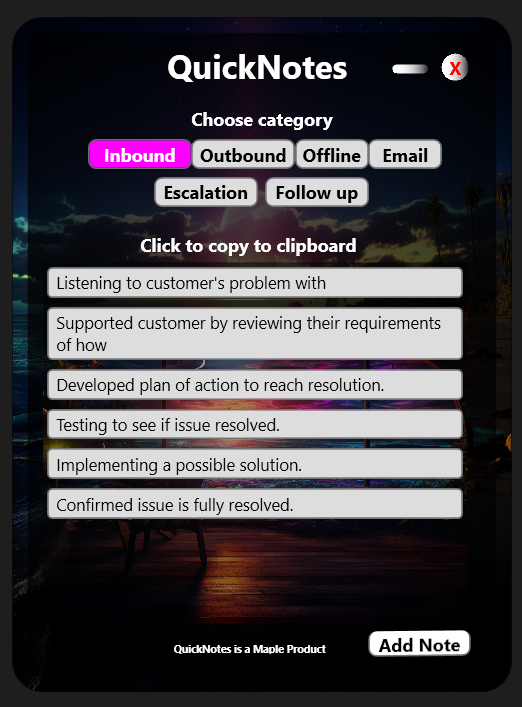 QuickNotes
X
Choose category
Inbound Outbound Offline Email
Escalation Follow up
Click to copy to clipboard
Listening to customer's problem with
Supported customer by reviewing their requirements
of how
Developed plan of action to reach resolution.
Testing to see if issue resolved.
Implementing a possible solution.
Confirmed issue is fully resolved.
QuickNotes is a Maple Product
Add Note